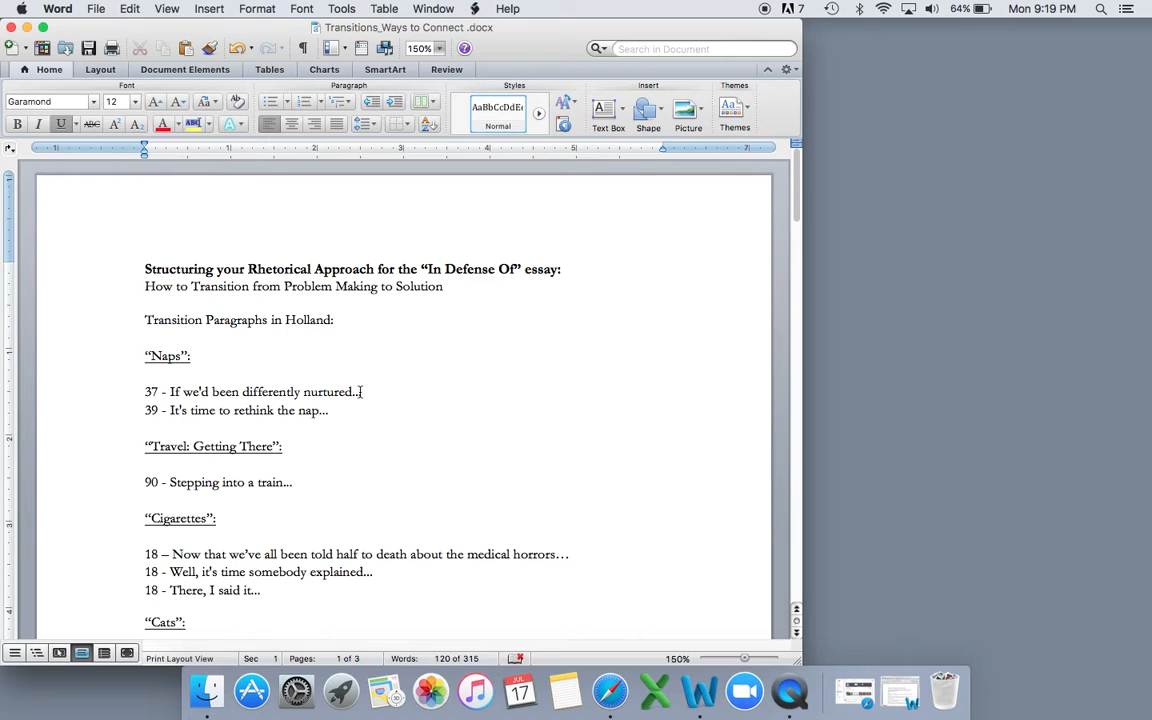 Word File Edit View Insert Format Font Tools Table Window Help 7 64% Mon 9:19 PM
Transitions_Ways to Connect .docx
150% Search in Document
Home Layout Document Elements Tables Charts SmartArt Review
Font Paragraph Styles Insert Themes
Garamond 12 AaBbCcDdEe Normal Text Box Shape Picture Themes
Structuring your Rhetorical Approach for the “In Defense Of” essay:
How to Transition from Problem Making to Solution
Transition Paragraphs in Holland:
“Naps”:
37 - If we'd been differently nurtured...
39 - It's time to rethink the nap...
“Travel: Getting There”:
90 - Stepping into a train...
“Cigarettes”:
18 – Now that we’ve all been told half to death about the medical horrors…
18 - Well, it's time somebody explained...
18 - There, I said it...
“Cats”:
Print Layout View Sec 1 Pages: 1 of 3 Words: 120 of 315 150%
JUL 17